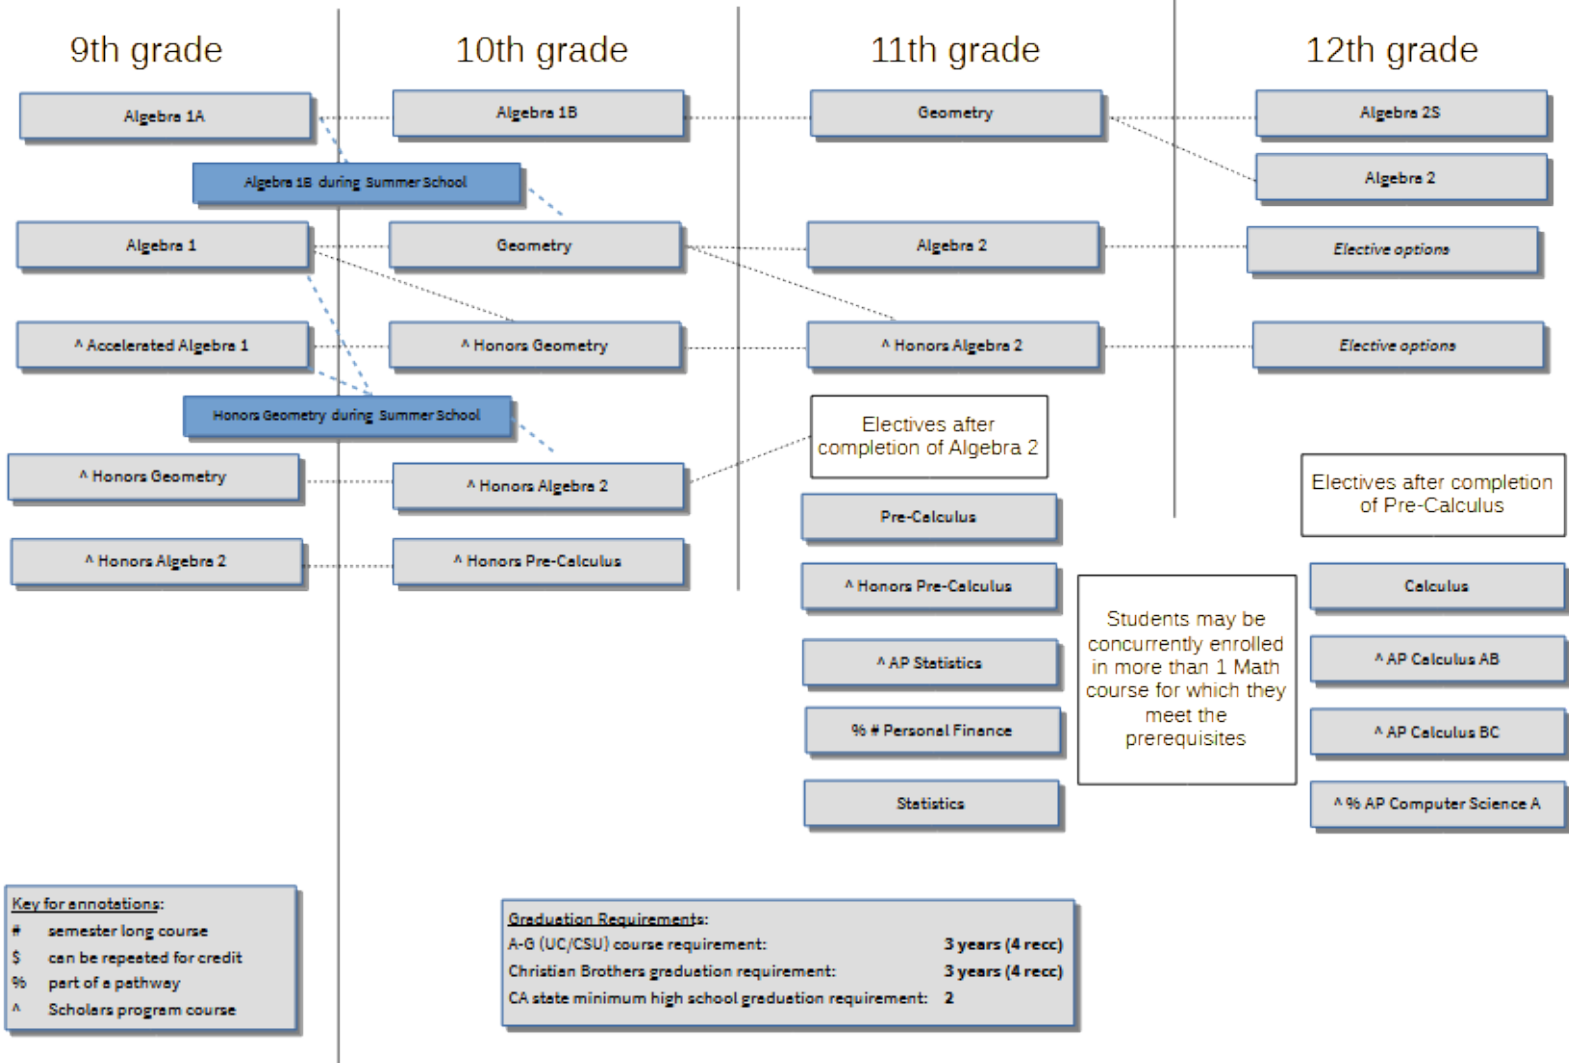 9th grade
10th grade
11th grade
12th grade
Algebra 1A
Algebra 1B
Geometry
Algebra 2S
Algebra 1B during Summer School
Algebra 2
Algebra 1
Geometry
Algebra 2
Elective options
^ Accelerated Algebra 1
^ Honors Geometry
^ Honors Algebra 2
Elective options
Honors Geometry during Summer School
Electives after
completion of Algebra 2
^ Honors Geometry
^ Honors Algebra 2
Electives after completion
of Pre-Calculus
Pre-Calculus
^ Honors Algebra 2
^ Honors Pre-Calculus
^ Honors Pre-Calculus
Calculus
Students may be
concurrently enrolled
in more than 1 Math
course for which they
meet the
prerequisites
^ AP Statistics
^ AP Calculus AB
% # Personal Finance
^ AP Calculus BC
Statistics
^ % AP Computer Science A
Key for annotations:
# semester long course
$ can be repeated for credit
% part of a pathway
^ Scholars program course
Graduation Requirements:
A-G (UC/CSU) course requirement: 3 years (4 recc)
Christian Brothers graduation requirement: 3 years (4 recc)
CA state minimum high school graduation requirement: 2